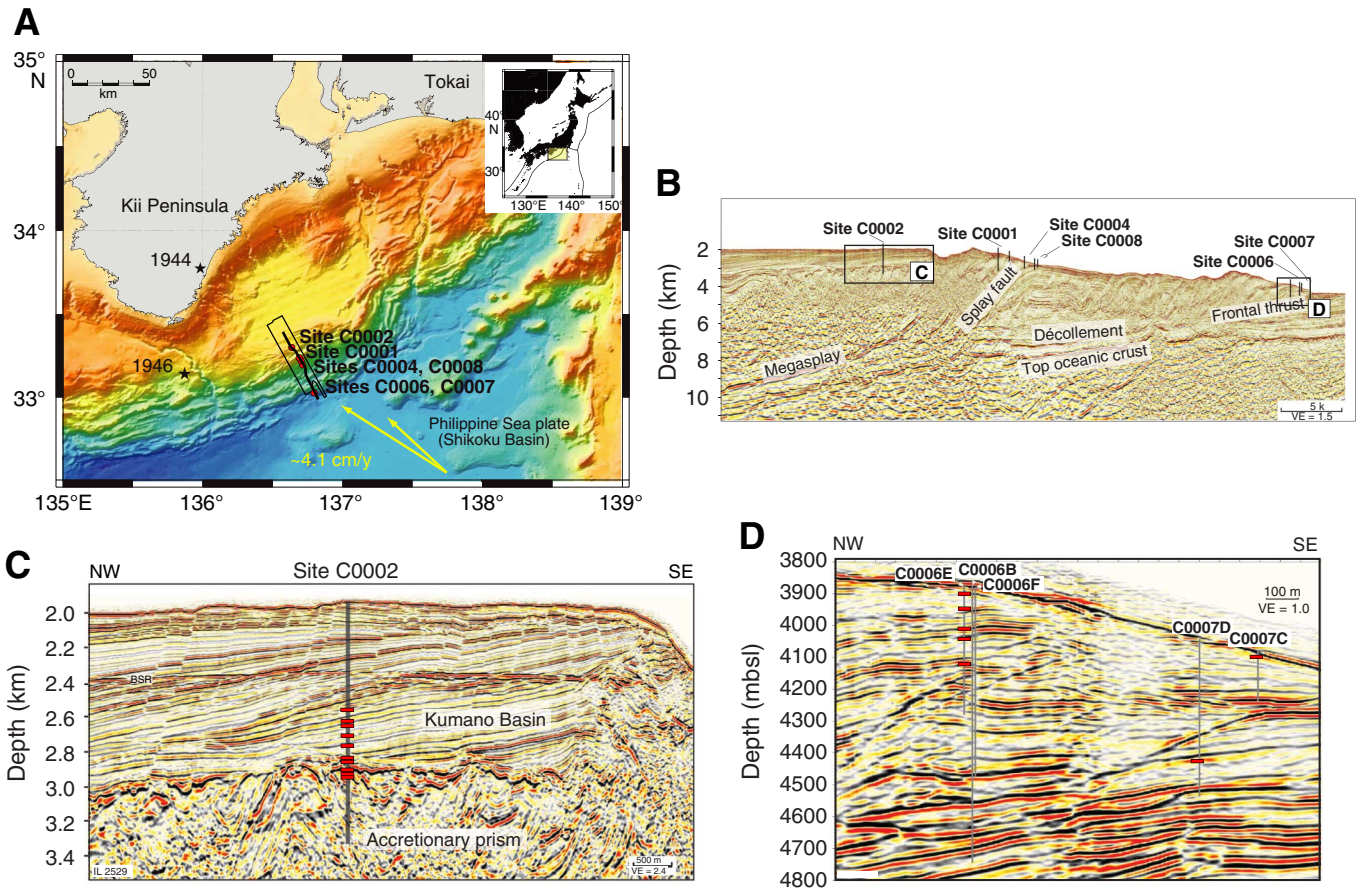 A
35°
N
34°
33°
135°E
136°
137°
138°
139°
0 50
km
Tokai
Kii Peninsula
1944
1946
Site C0002
Site C0001
Sites C0004, C0008
Sites C0006, C0007
Philippine Sea plate
(Shikoku Basin)
~4.1 cm/y
40°
N
30°
130°E 140° 150°
B
Depth (km)
2
4
6
8
10
Site C0002
Site C0001
Site C0004
Site C0008
Site C0007
Site C0006
C
D
Splay fault
Frontal thrust
Décollement
Megasplay
Top oceanic crust
5 k
VE = 1.5
C
NW
Site C0002
SE
Depth (km)
2.0
2.2
2.4
2.6
2.8
3.0
3.2
3.4
BSR
Kumano Basin
Accretionary prism
IL 2529
500 m
VE = 2.4
D
NW
SE
Depth (mbsl)
3800
3900
4000
4100
4200
4300
4400
4500
4600
4700
4800
C0006E
C0006B
C0006F
100 m
VE = 1.0
C0007D
C0007C